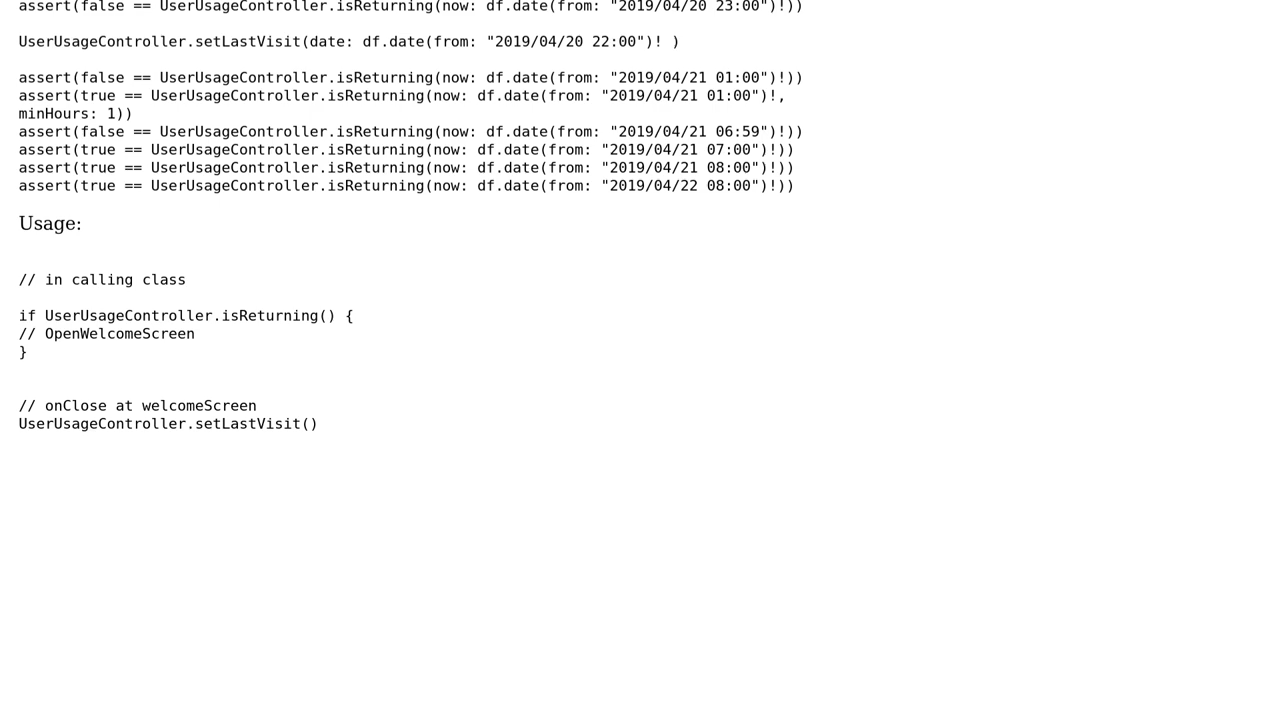 assert(false == UserUsageController.isReturning(now: df.date(from: "2019/04/20 23:00")!))
UserUsageController.setLastVisit(date: df.date(from: "2019/04/20 22:00")! )
assert(false == UserUsageController.isReturning(now: df.date(from: "2019/04/21 01:00")!))
assert(true == UserUsageController.isReturning(now: df.date(from: "2019/04/21 01:00")!,
minHours: 1))
assert(false == UserUsageController.isReturning(now: df.date(from: "2019/04/21 06:59")!))
assert(true == UserUsageController.isReturning(now: df.date(from: "2019/04/21 07:00")!))
assert(true == UserUsageController.isReturning(now: df.date(from: "2019/04/21 08:00")!))
assert(true == UserUsageController.isReturning(now: df.date(from: "2019/04/22 08:00")!))
Usage:
// in calling class
if UserUsageController.isReturning() {
// OpenWelcomeScreen
}
// onClose at welcomeScreen
UserUsageController.setLastVisit()